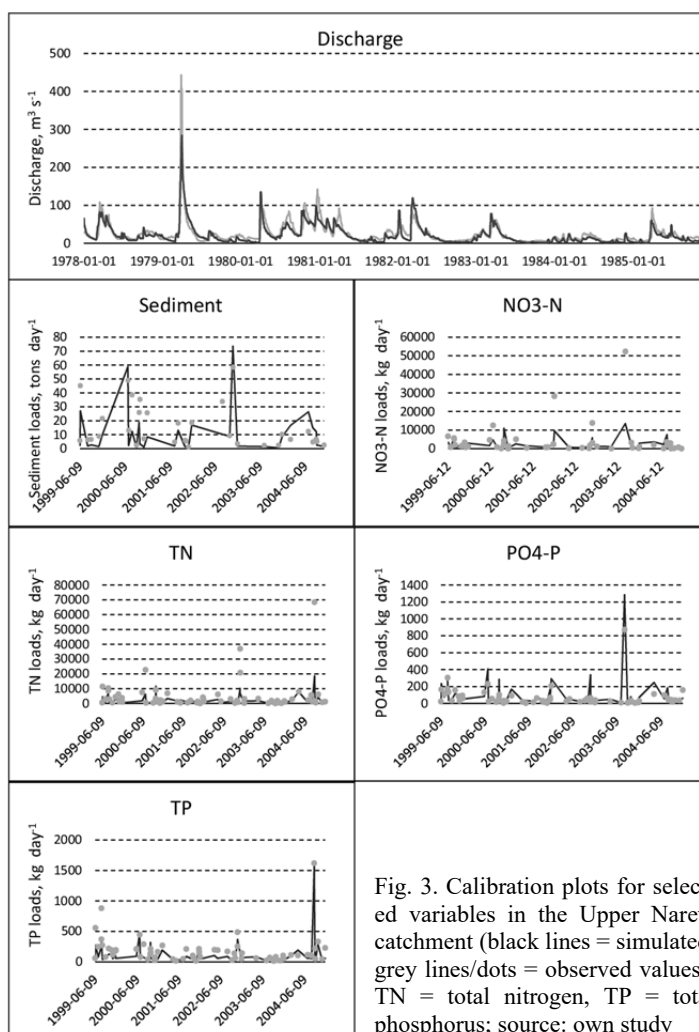 Discharge
500
400
300
200
100
0
Discharge, m³ s⁻¹
1978-01-01 1979-01-01 1980-01-01 1981-01-01 1982-01-01 1983-01-01 1984-01-01 1985-01-01
Sediment
80
70
60
50
40
30
20
10
0
Sediment loads, tons day⁻¹
1999-06-09 2000-06-09 2001-06-09 2002-06-09 2003-06-09 2004-06-09
NO3-N
60000
50000
40000
30000
20000
10000
0
NO3-N loads, kg day⁻¹
1999-06-12 2000-06-12 2001-06-12 2002-06-12 2003-06-12 2004-06-12
TN
80000
70000
60000
50000
40000
30000
20000
10000
0
TN loads, kg day⁻¹
1999-06-09 2000-06-09 2001-06-09 2002-06-09 2003-06-09 2004-06-09
PO4-P
1400
1200
1000
800
600
400
200
0
PO4-P loads, kg day⁻¹
1999-06-09 2000-06-09 2001-06-09 2002-06-09 2003-06-09 2004-06-09
TP
2000
1500
1000
500
0
TP loads, kg day⁻¹
1999-06-09 2000-06-09 2001-06-09 2002-06-09 2003-06-09 2004-06-09
Fig. 3. Calibration plots for selec
ed variables in the Upper Nare
catchment (black lines = simulate
grey lines/dots = observed values
TN = total nitrogen, TP = tot
phosphorus; source: own study